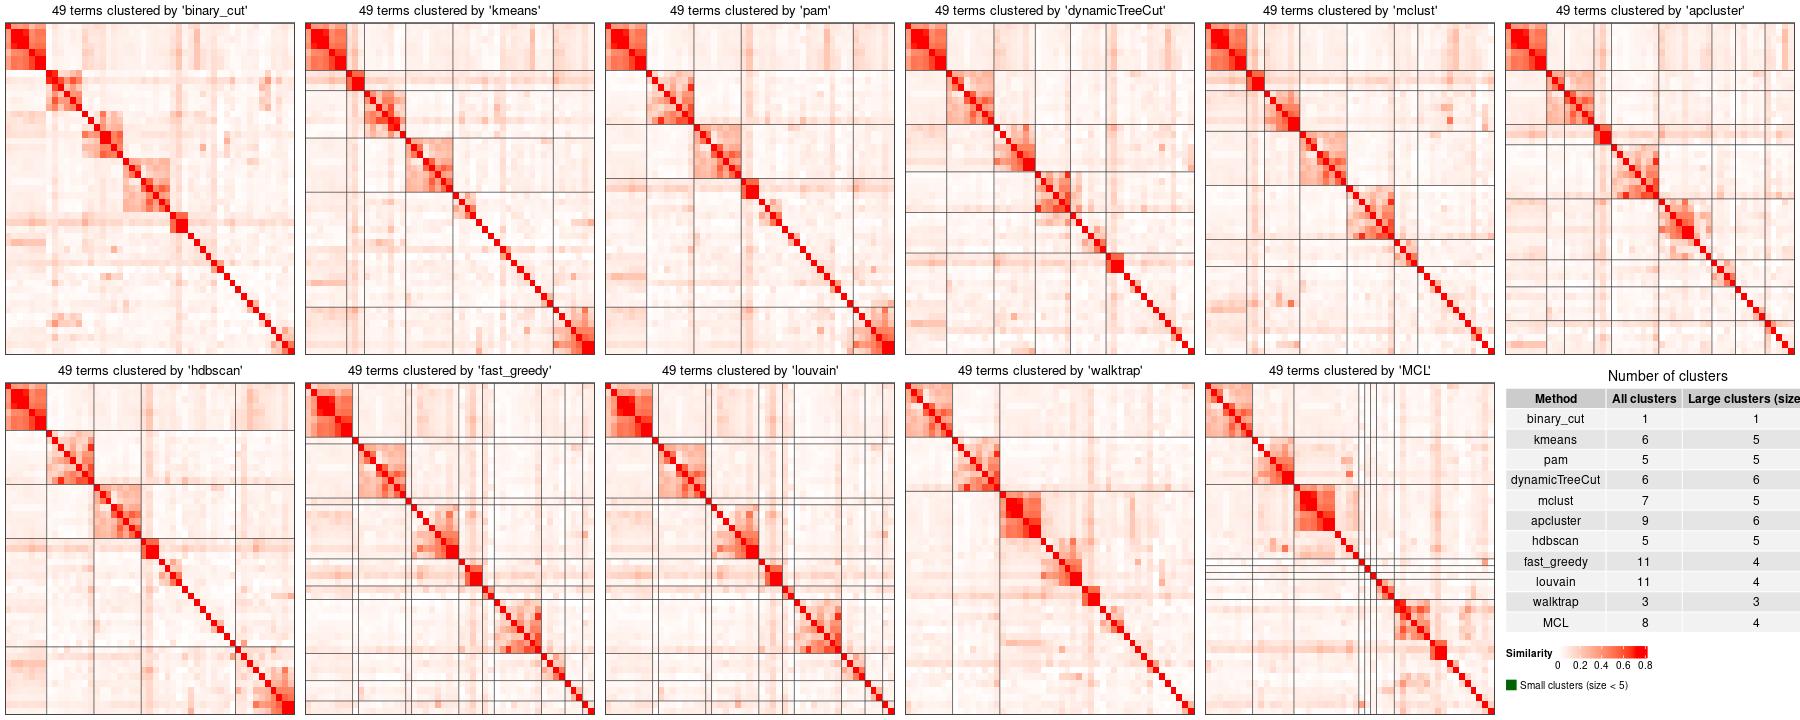 49 terms clustered by 'binary_cut'
49 terms clustered by 'kmeans'
49 terms clustered by 'pam'
49 terms clustered by 'dynamicTreeCut'
49 terms clustered by 'mclust'
49 terms clustered by 'apcluster'
49 terms clustered by 'hdbscan'
49 terms clustered by 'fast_greedy'
49 terms clustered by 'louvain'
49 terms clustered by 'walktrap'
49 terms clustered by 'MCL'
Number of clusters
Method All clusters Large clusters (size
binary_cut 1 1
kmeans 6 5
pam 5 5
dynamicTreeCut 6 6
mclust 7 5
apcluster 9 6
hdbscan 5 5
fast_greedy 11 4
louvain 11 4
walktrap 3 3
MCL 8 4
Similarity
0 0.2 0.4 0.6 0.8
Small clusters (size < 5)